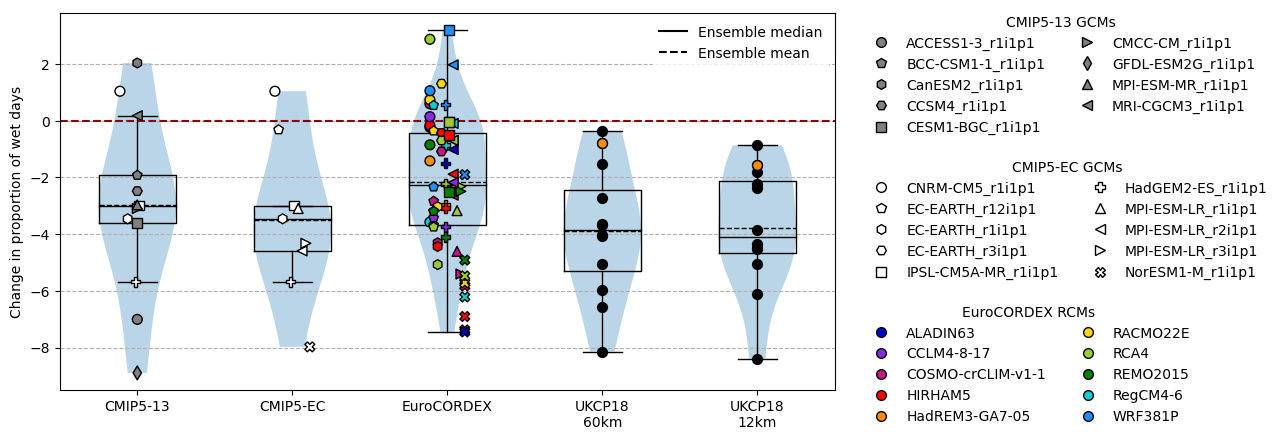 Change in proportion of wet days
2
0
−2
−4
−6
−8
Ensemble median
Ensemble mean
CMIP5-13
CMIP5-EC
EuroCORDEX
UKCP18
60km
UKCP18
12km
CMIP5-13 GCMs
ACCESS1-3_r1i1p1
BCC-CSM1-1_r1i1p1
CanESM2_r1i1p1
CCSM4_r1i1p1
CESM1-BGC_r1i1p1
CMCC-CM_r1i1p1
GFDL-ESM2G_r1i1p1
MPI-ESM-MR_r1i1p1
MRI-CGCM3_r1i1p1
CMIP5-EC GCMs
CNRM-CM5_r1i1p1
EC-EARTH_r12i1p1
EC-EARTH_r1i1p1
EC-EARTH_r3i1p1
IPSL-CM5A-MR_r1i1p1
HadGEM2-ES_r1i1p1
MPI-ESM-LR_r1i1p1
MPI-ESM-LR_r2i1p1
MPI-ESM-LR_r3i1p1
NorESM1-M_r1i1p1
EuroCORDEX RCMs
ALADIN63
CCLM4-8-17
COSMO-crCLIM-v1-1
HIRHAM5
HadREM3-GA7-05
RACMO22E
RCA4
REMO2015
RegCM4-6
WRF381P